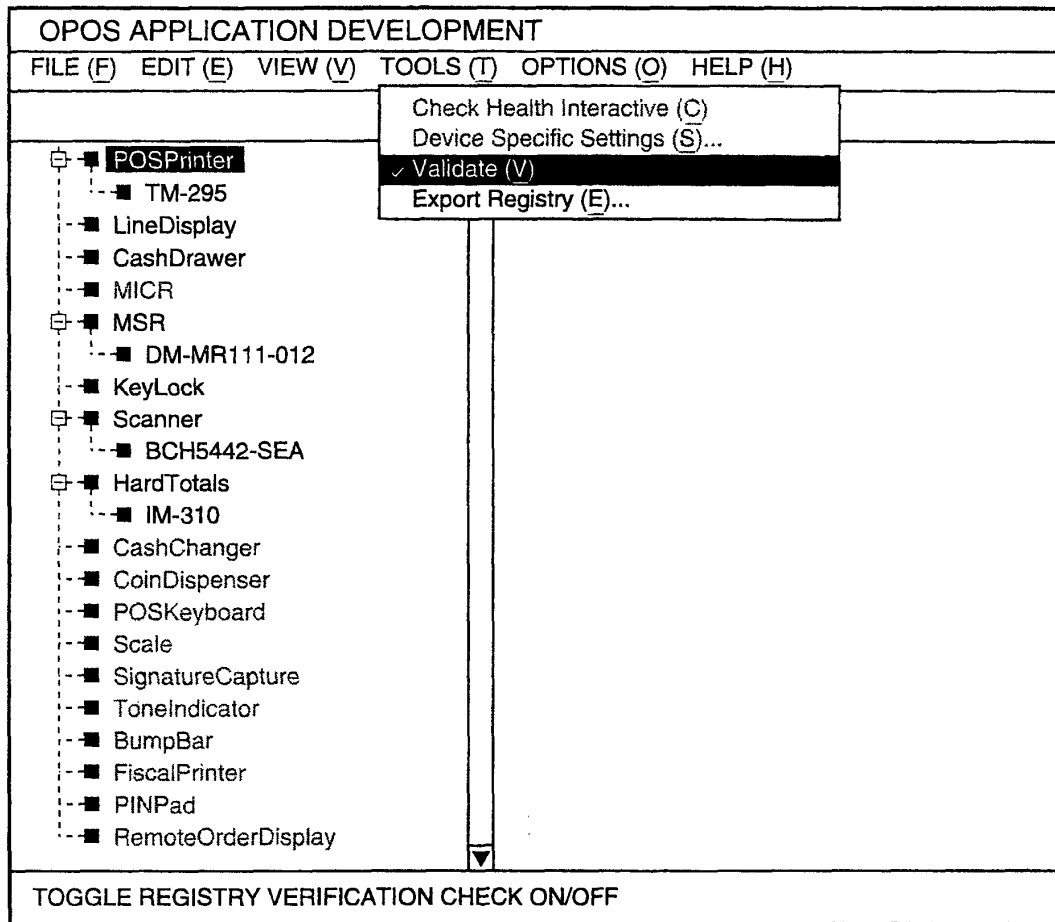 OPOS APPLICATION DEVELOPMENT
FILE (F) EDIT (E) VIEW (V) TOOLS (T) OPTIONS (O) HELP (H)
Check Health Interactive (C)
Device Specific Settings (S)...
✓ Validate (V)
Export Registry (E)...
POSPrinter
TM-295
LineDisplay
CashDrawer
MICR
MSR
DM-MR111-012
KeyLock
Scanner
BCH5442-SEA
HardTotals
IM-310
CashChanger
CoinDispenser
POSKeyboard
Scale
SignatureCapture
ToneIndicator
BumpBar
FiscalPrinter
PINPad
RemoteOrderDisplay
TOGGLE REGISTRY VERIFICATION CHECK ON/OFF